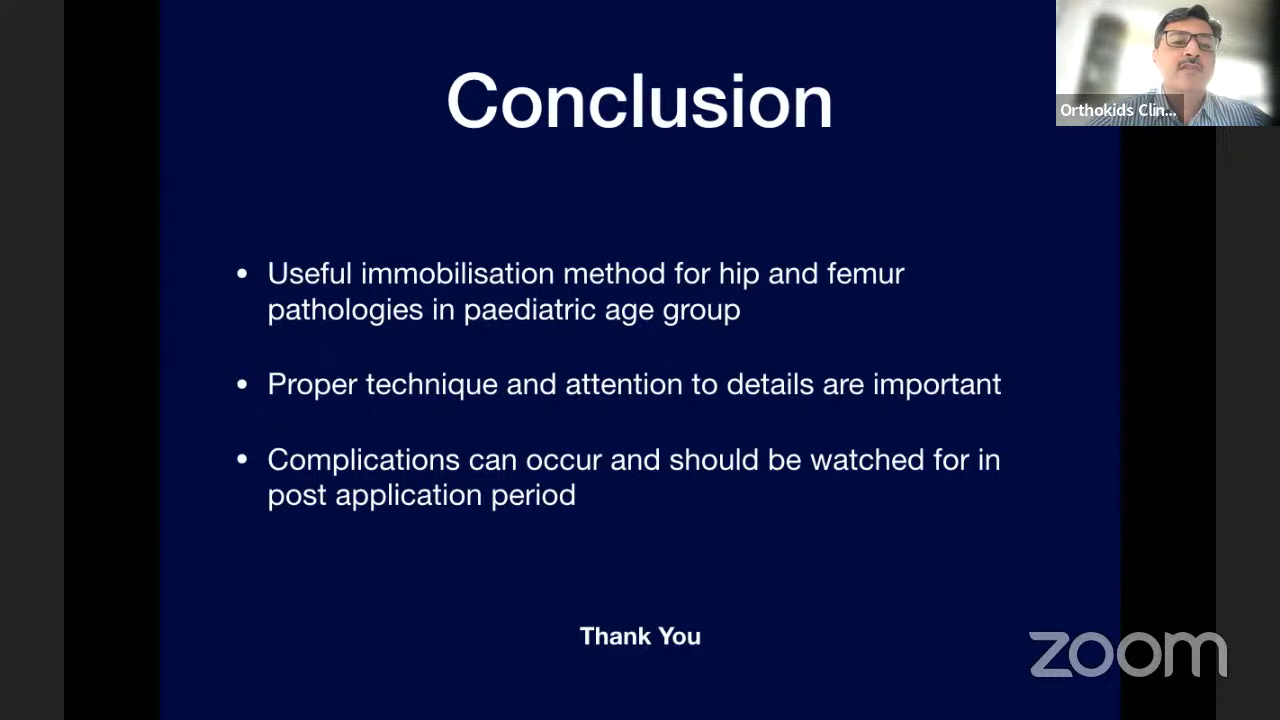 Conclusion
Orthokids Clin...
• Useful immobilisation method for hip and femur
pathologies in paediatric age group
• Proper technique and attention to details are important
• Complications can occur and should be watched for in
post application period
Thank You
zoom